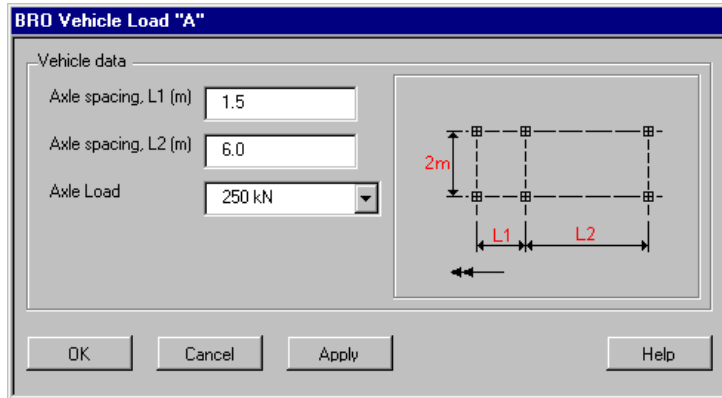 BRO Vehicle Load "A"
Vehicle data
Axle spacing, L1 (m)
1.5
Axle spacing, L2 (m)
6.0
Axle Load
250 kN
2m
L1
L2
OK
Cancel
Apply
Help